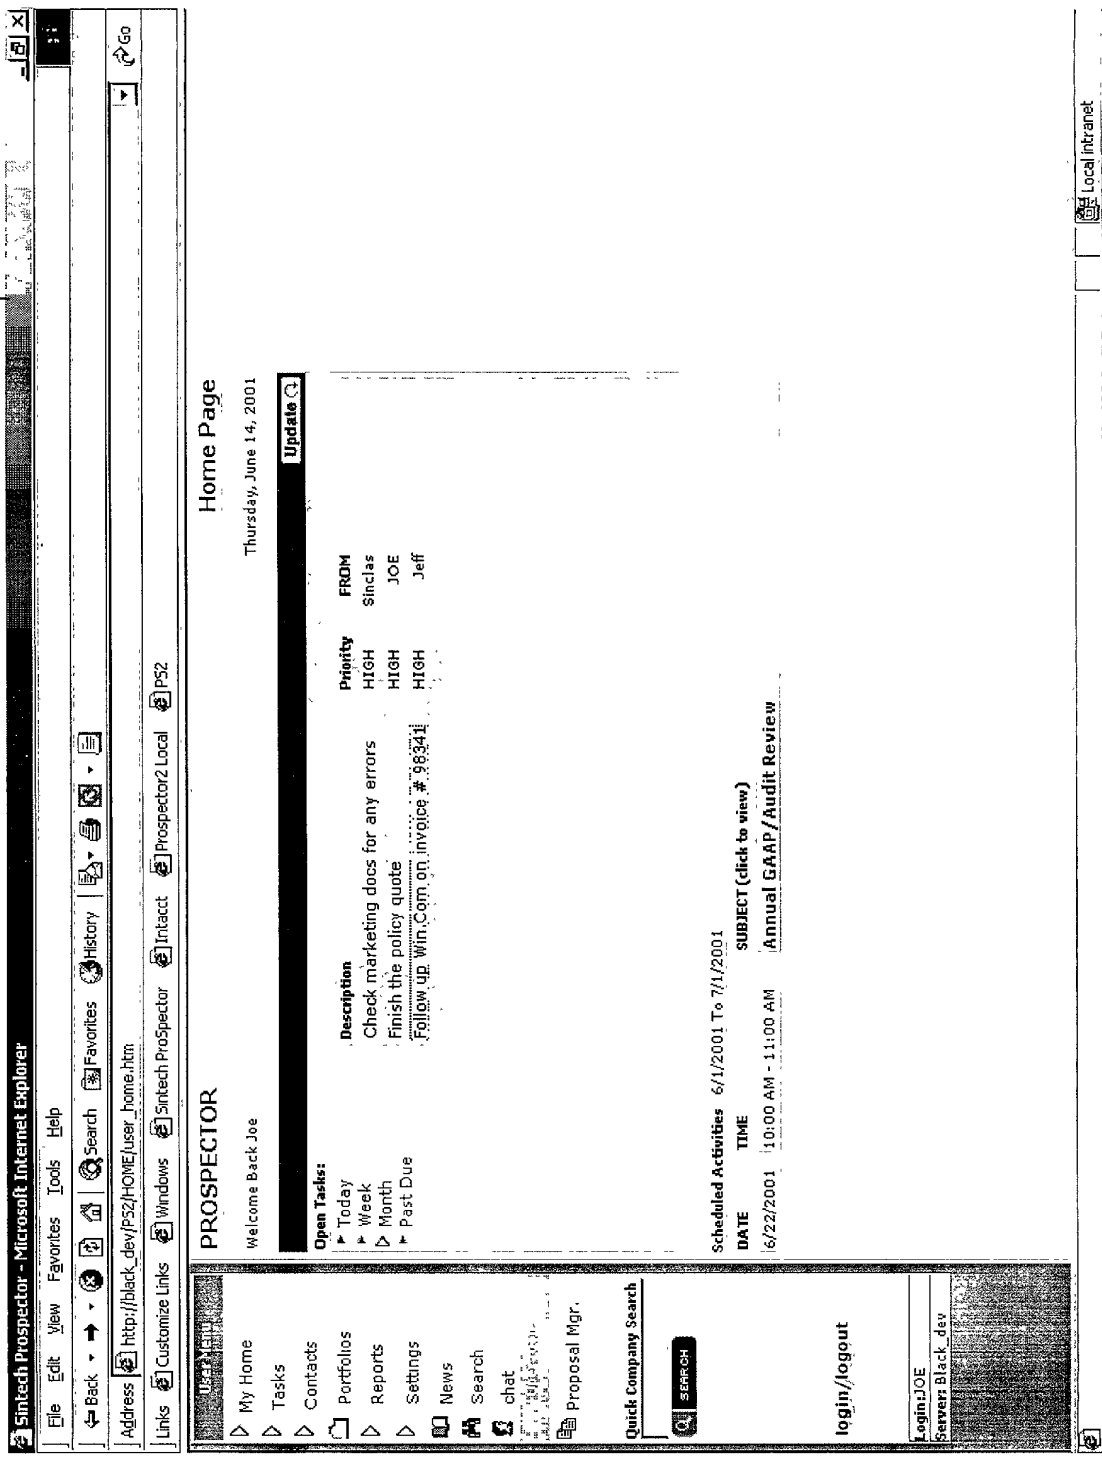 Sintech Prospector - Microsoft Internet Explorer
File Edit View Favorites Tools Help
Back Search Favorites History
Address http://black_dev/PS2/HOME/user_home.htm Go
Links Customize Links Windows Sintech ProSpector Intacct Prospector2 Local PS2
User Menu
My Home
Tasks
Contacts
Portfolios
Reports
Settings
News
Search
chat
Proposal Mgr.
Quick Company Search
SEARCH
login/logout
Login:JOE
Server: Black_dev
PROSPECTOR Home Page
Welcome Back Joe Thursday, June 14, 2001
Update
Open Tasks:
Today
Week
Month
Past Due
Description Priority FROM
Check marketing docs for any errors HIGH Sinclas
Finish the policy quote HIGH JOE
Follow up Win.Com on invoice # 98341 HIGH Jeff
Scheduled Activities 6/1/2001 To 7/1/2001
DATE TIME SUBJECT (click to view)
6/22/2001 10:00 AM - 11:00 AM Annual GAAP/Audit Review
Local intranet